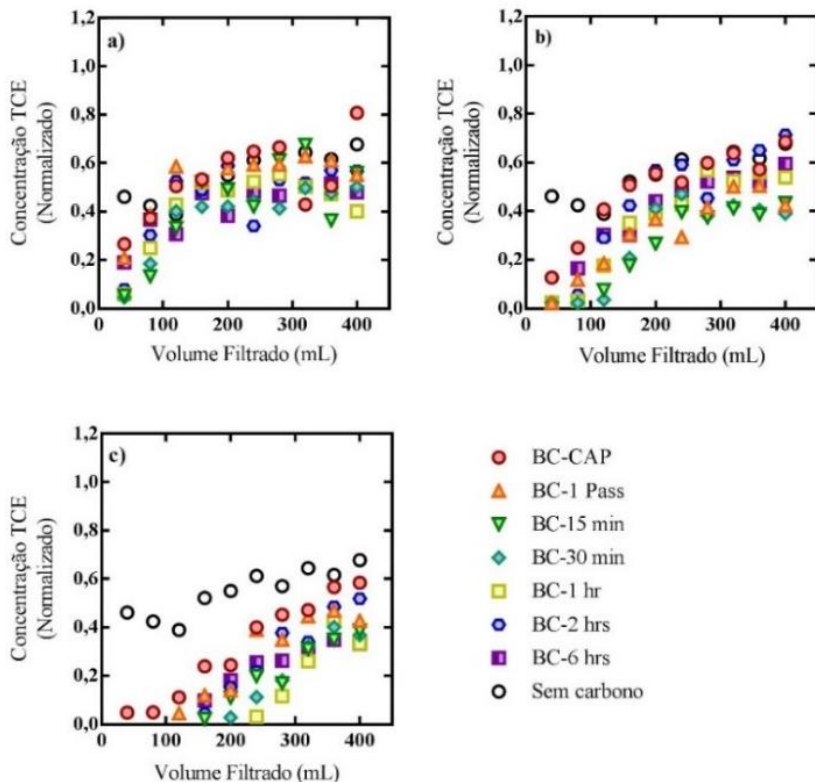 a)
1,2
1,0
0,8
0,6
0,4
0,2
0,0
0 100 200 300 400
Concentração TCE
(Normalizado)
Volume Filtrado (mL)
b)
1,2
1,0
0,8
0,6
0,4
0,2
0,0
0 100 200 300 400
Concentração TCE
(Normalizado)
Volume Filtrado (mL)
c)
1,2
1,0
0,8
0,6
0,4
0,2
0,0
0 100 200 300 400
Concentração TCE
(Normalizado)
Volume Filtrado (mL)
BC-CAP
BC-1 Pass
BC-15 min
BC-30 min
BC-1 hr
BC-2 hrs
BC-6 hrs
Sem carbono